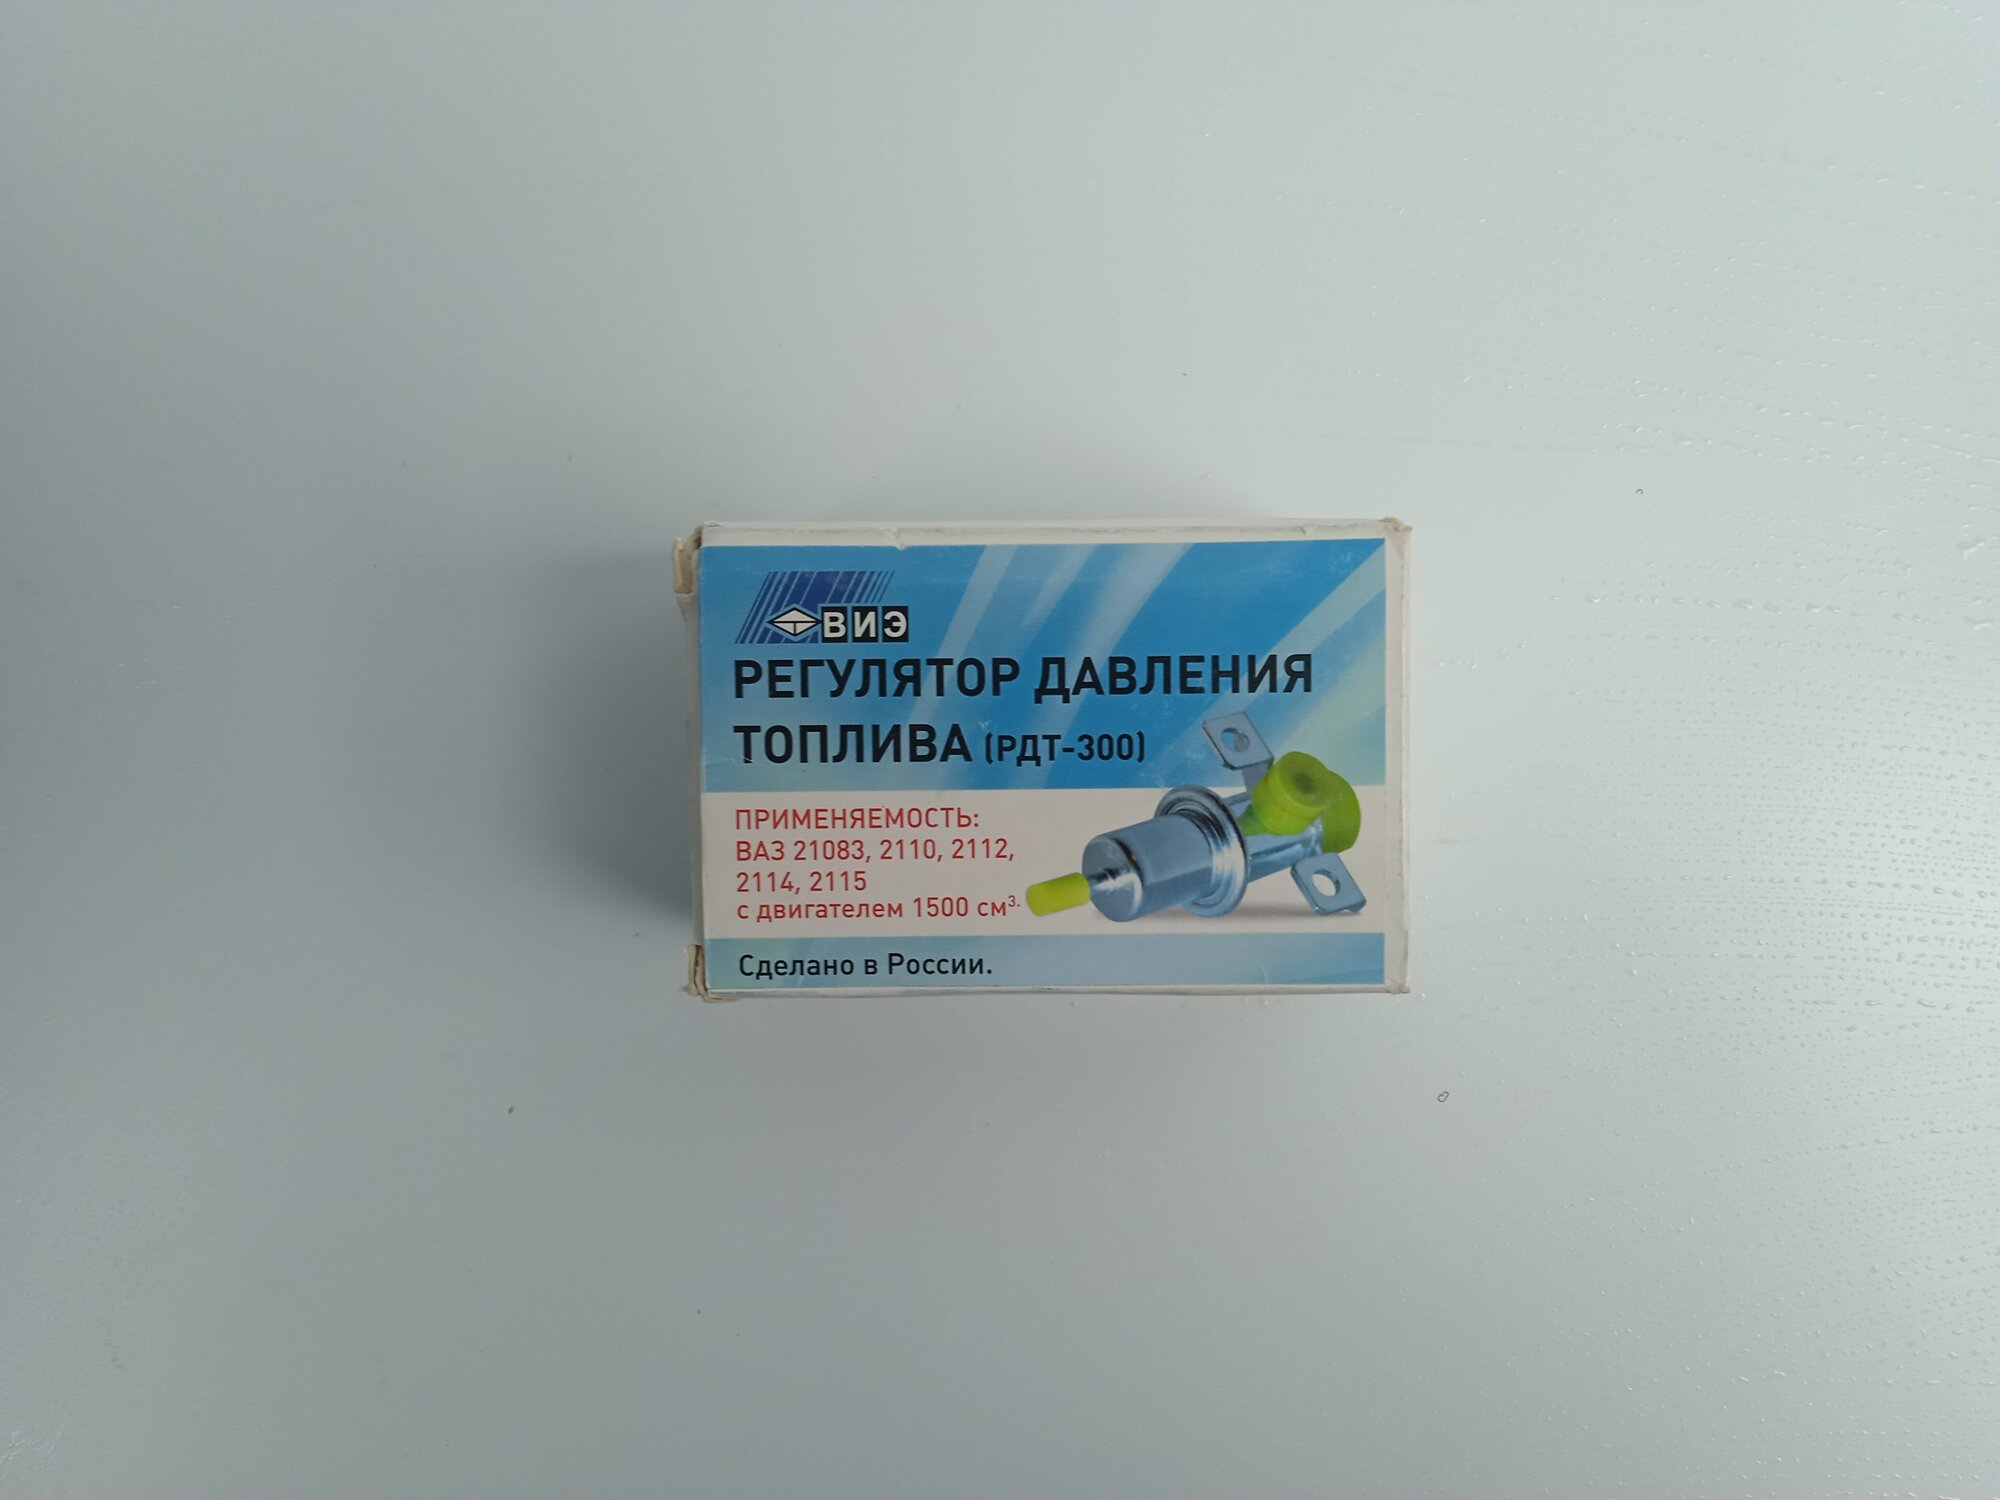 ВИЭ
РЕГУЛЯТОР ДАВЛЕНИЯ
ТОПЛИВА (РДТ-300)
ПРИМЕНЯЕМОСТЬ:
ВАЗ 21083, 2110, 2112,
2114, 2115
с двигателем 1500 см³.
Сделано в России.